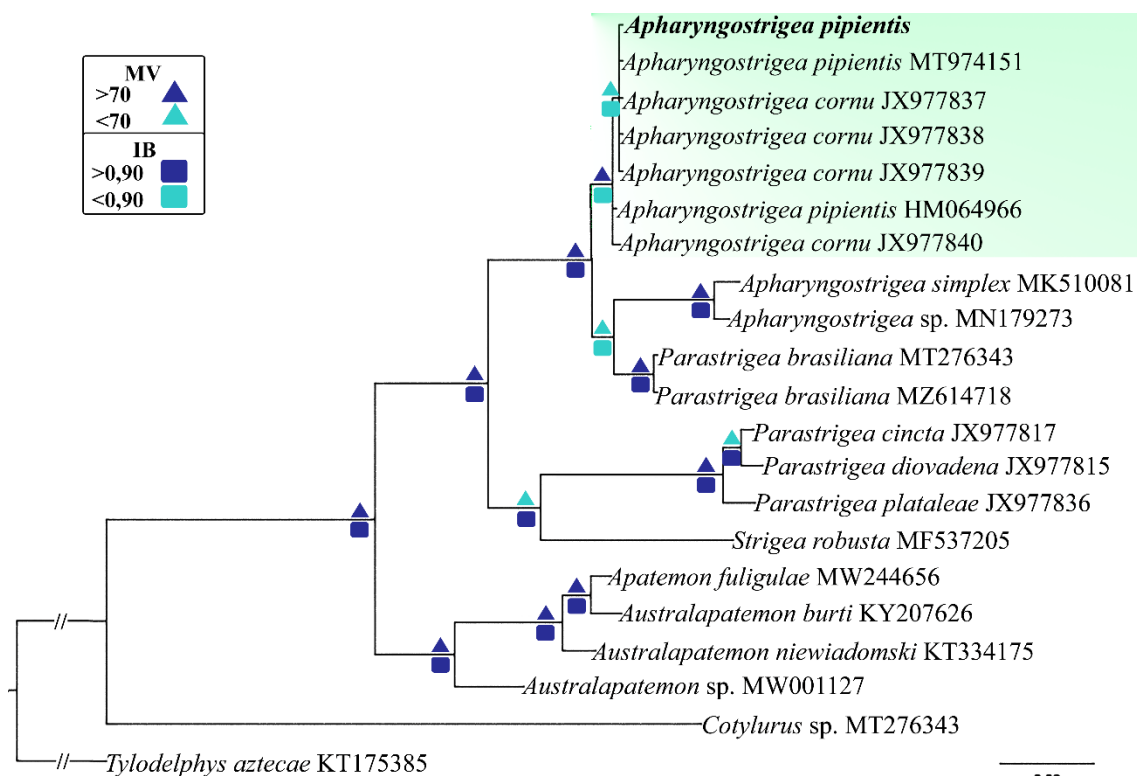 MV
>70
<70
IB
>0,90
<0,90
Apharyngostrigea pipientis
Apharyngostrigea pipientis MT974151
Apharyngostrigea cornu JX977837
Apharyngostrigea cornu JX977838
Apharyngostrigea cornu JX977839
Apharyngostrigea pipientis HM064966
Apharyngostrigea cornu JX977840
Apharyngostrigea simplex MK510081
Apharyngostrigea sp. MN179273
Parastrigea brasiliana MT276343
Parastrigea brasiliana MZ614718
Parastrigea cincta JX977817
Parastrigea diovadena JX977815
Parastrigea plataleae JX977836
Strigea robusta MF537205
Apatemon fuligulae MW244656
Australapatemon burti KY207626
//
Australapatemon niewiadomski KT334175
Australapatemon sp. MW001127
Cotylurus sp. MT276343
//
Tylodelphys aztecae KT175385